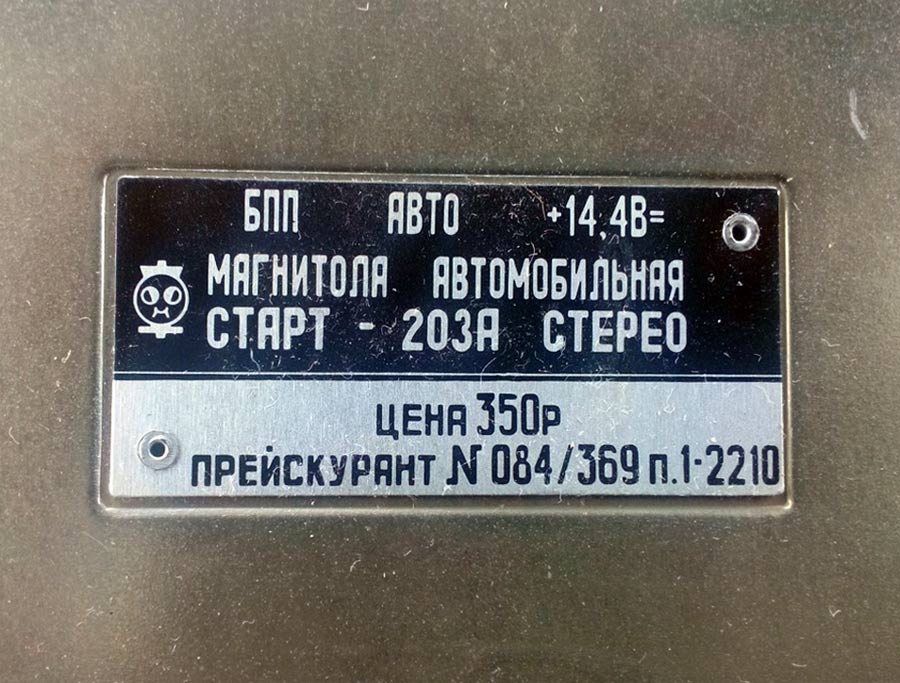 БПП АВТО +14,4В=
МАГНИТОЛА АВТОМОБИЛЬНАЯ
СТАРТ - 203А СТЕРЕО
ЦЕНА 350р
ПРЕЙСКУРАНТ N 084/369 п.1-2210